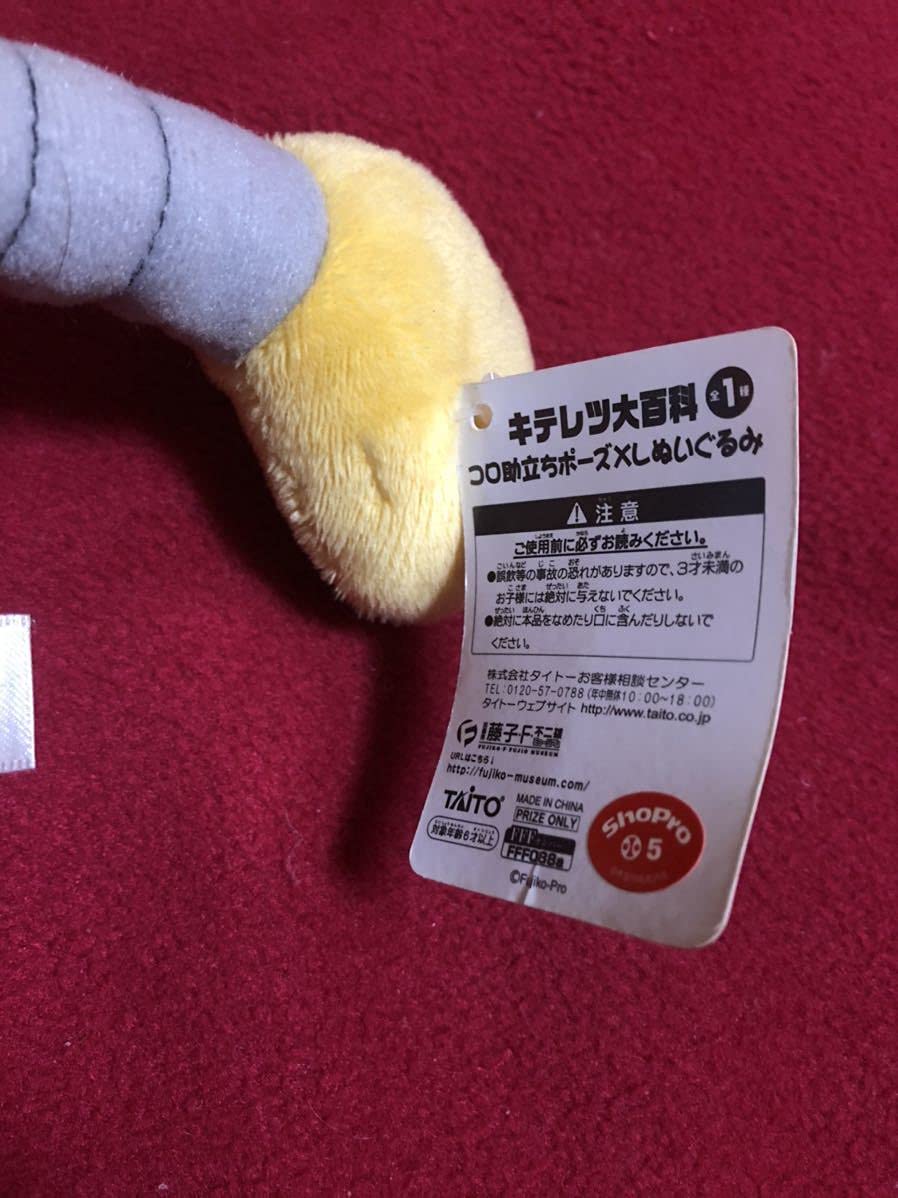 キテレツ大百科 全1種
コロ助立ちポーズXLぬいぐるみ
⚠注意
ご使用前に必ずお読みください。
●誤飲等の事故の恐れがありますので、3才未満の
お子様には絶対に与えないでください。
●絶対に本品をなめたり口に含んだりしないで
ください。
株式会社タイトーお客様相談センター
TEL:0120-57-0788(年中無休10:00~18:00)
タイトーウェブサイト http://www.taito.co.jp
藤子・F・不二雄
FUJIKO・F・FUJIO MUSEUM
URLはこちら↓
http://fujiko-museum.com/
TAITO
MADE IN CHINA
PRIZE ONLY
対象年齢6才以上
FFFナンバー
FFF088
©Fujiko-Pro
ShoPro
5